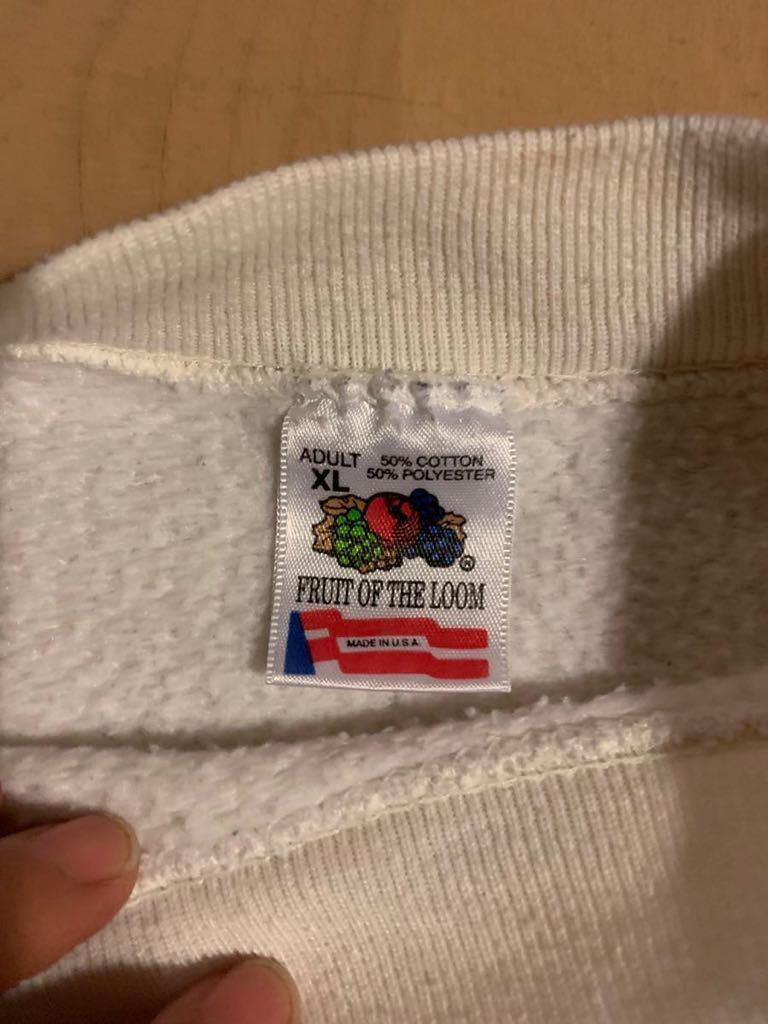 ADULT
XL
50% COTTON
50% POLYESTER
®
FRUIT OF THE LOOM
MADE IN U.S.A.